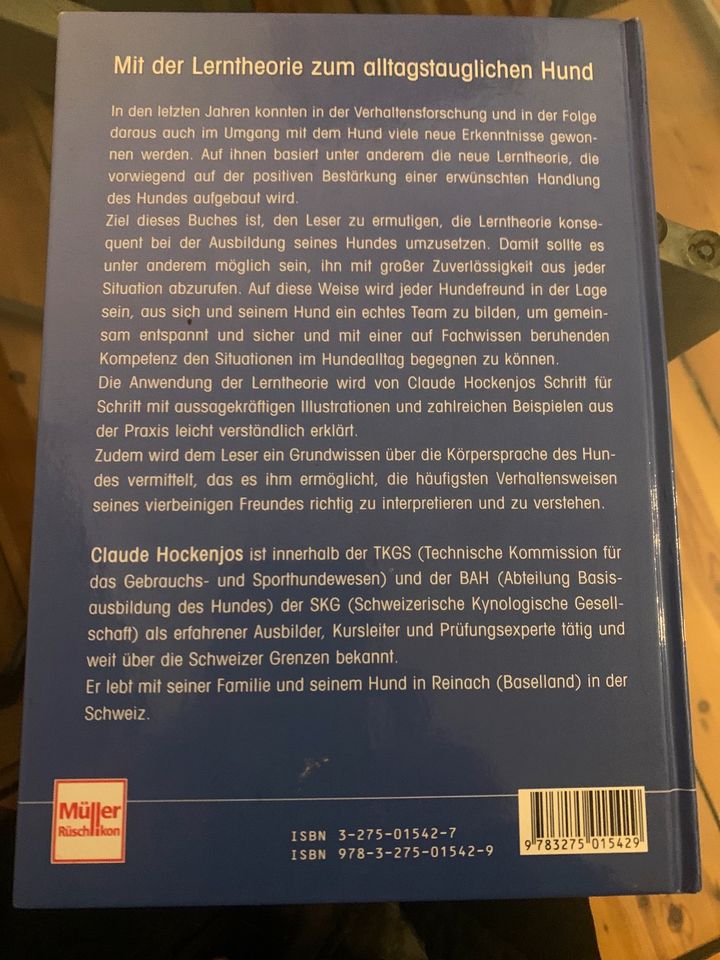 Mit der Lerntheorie zum alltagstauglichen Hund
In den letzten Jahren konnten in der Verhaltensforschung und in der Folge
daraus auch im Umgang mit dem Hund viele neue Erkenntnisse gewon-
nen werden. Auf ihnen basiert unter anderem die neue Lerntheorie, die
vorwiegend auf der positiven Bestärkung einer erwünschten Handlung
des Hundes aufgebaut wird.
Ziel dieses Buches ist, den Leser zu ermutigen, die Lerntheorie konse-
quent bei der Ausbildung seines Hundes umzusetzen. Damit sollte es
unter anderem möglich sein, ihn mit großer Zuverlässigkeit aus jeder
Situation abzurufen. Auf diese Weise wird jeder Hundefreund in der Lage
sein, aus sich und seinem Hund ein echtes Team zu bilden, um gemein-
sam entspannt und sicher und mit einer auf Fachwissen beruhenden
Kompetenz den Situationen im Hundealltag begegnen zu können.
Die Anwendung der Lerntheorie wird von Claude Hockenjos Schritt für
Schritt mit aussagekräftigen Illustrationen und zahlreichen Beispielen aus
der Praxis leicht verständlich erklärt.
Zudem wird dem Leser ein Grundwissen über die Körpersprache des Hun-
des vermittelt, das es ihm ermöglicht, die häufigsten Verhaltensweisen
seines vierbeinigen Freundes richtig zu interpretieren und zu verstehen.
Claude Hockenjos ist innerhalb der TKGS (Technische Kommission für
das Gebrauchs- und Sporthundewesen) und der BAH (Abteilung Basis-
ausbildung des Hundes) der SKG (Schweizerische Kynologische Gesell-
schaft) als erfahrener Ausbilder, Kursleiter und Prüfungsexperte tätig und
weit über die Schweizer Grenzen bekannt.
Er lebt mit seiner Familie und seinem Hund in Reinach (Baselland) in der
Schweiz.
Müller
Rüschlikon
ISBN 3-275-01542-7
ISBN 978-3-275-01542-9
9 783275 015429